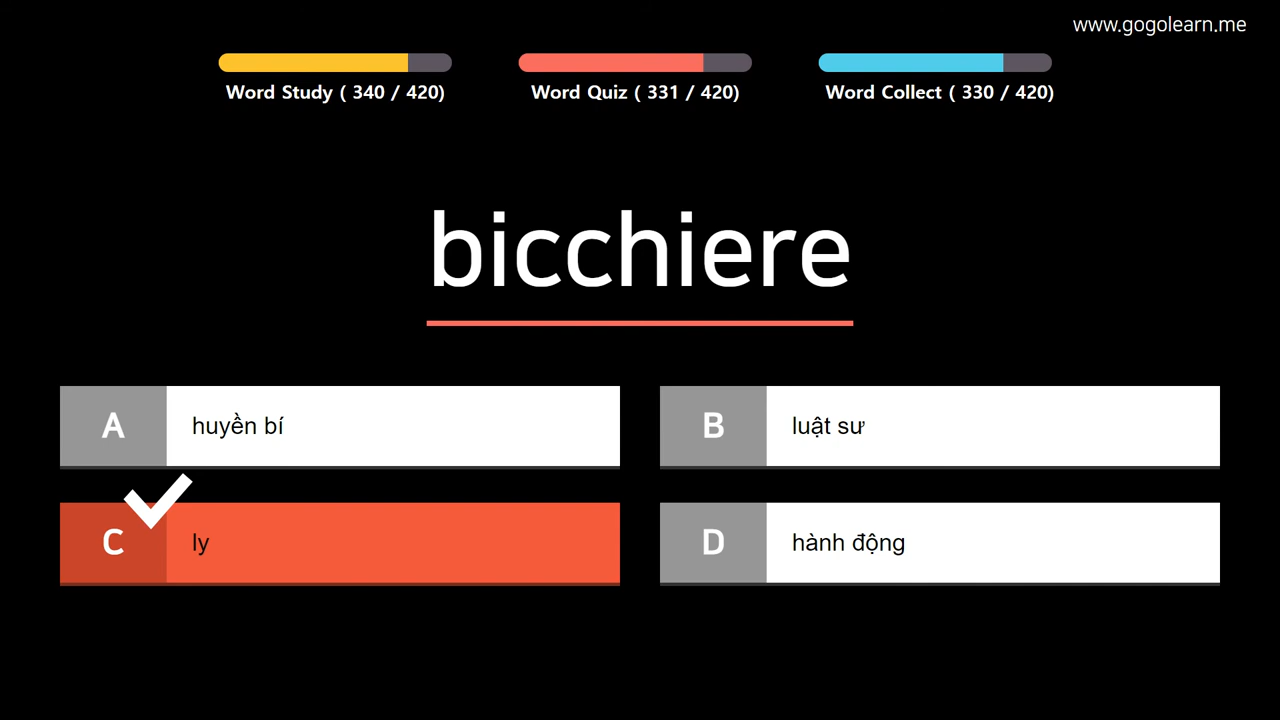 www.gogolearn.me
Word Study ( 340 / 420)
Word Quiz ( 331 / 420)
Word Collect ( 330 / 420)
bicchiere
A huyền bí
B luật sư
C ly
D hành động